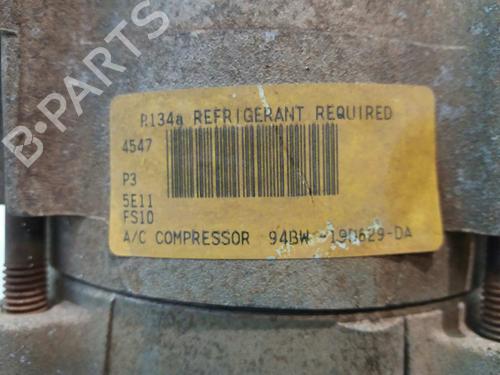 B-PARTS
R134a REFRIGERANT REQUIRED
4547
P3
5E11
FS10
A/C COMPRESSOR 94BW-19D629-DA